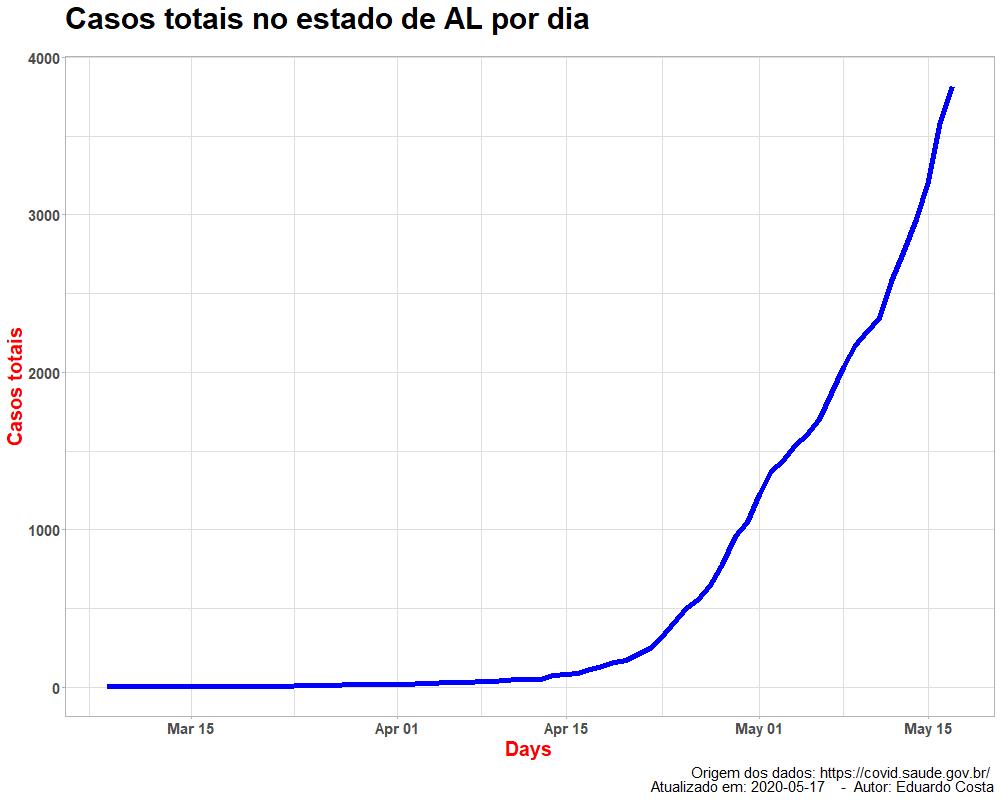 Casos totais no estado de AL por dia
4000
3000
2000
1000
0
Casos totais
Mar 15 Apr 01 Apr 15 May 01 May 15
Days
Origem dos dados: https://covid.saude.gov.br/
Atualizado em: 2020-05-17 - Autor: Eduardo Costa